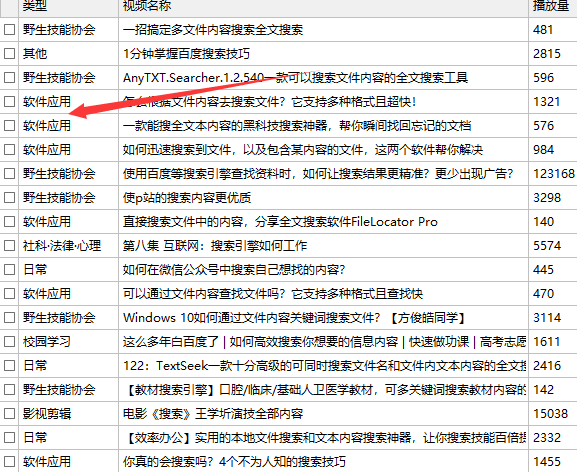 类型 视频名称 播放量
野生技能协会 一招搞定多文件内容搜索全文搜索 481
其他 1分钟掌握百度搜索技巧 2815
野生技能协会 AnyTXT.Searcher.1.2.540一款可以搜索文件内容的全文搜索工具 596
软件应用 怎么根据文件内容去搜索文件？它支持多种格式且超快！ 1321
软件应用 一款能搜全文本内容的黑科技搜索神器，帮你瞬间找回忘记的文档 576
软件应用 如何迅速搜索到文件，以及包含某内容的文件，这两个软件帮你解决 984
野生技能协会 使用百度等搜索引擎查找资料时，如何让搜索结果更精准？更少出现广告？ 123168
野生技能协会 使p站的搜索内容更优质 3298
软件应用 直接搜索文件中的内容，分享全文搜索软件FileLocator Pro 140
社科·法律·心理 第八集 互联网：搜索引擎如何工作 5574
日常 如何在微信公众号中搜索自己想找的内容？ 445
软件应用 可以通过文件内容查找文件吗？它支持多种格式且查找快 470
野生技能协会 Windows 10如何通过文件内容关键词搜索文件？【方俊皓同学】 3114
校园学习 这么多年白百度了 | 如何高效搜索你想要的信息内容 | 快速做功课 | 高考志愿 1611
日常 122：TextSeek一款十分高级的可同时搜索文件名和文件内文本内容的全文搜 2416
野生技能协会 【教材搜索引擎】口腔/临床/基础人卫医学教材，可多关键词搜索教材内容的 142
影视剪辑 电影《搜索》王学圻演技全部内容 15038
日常 【效率办公】实用的本地文件搜索和文本内容搜索神器，让你搜索技能百倍提 2332
软件应用 你真的会搜索吗？4个不为人知的搜索技巧 1455